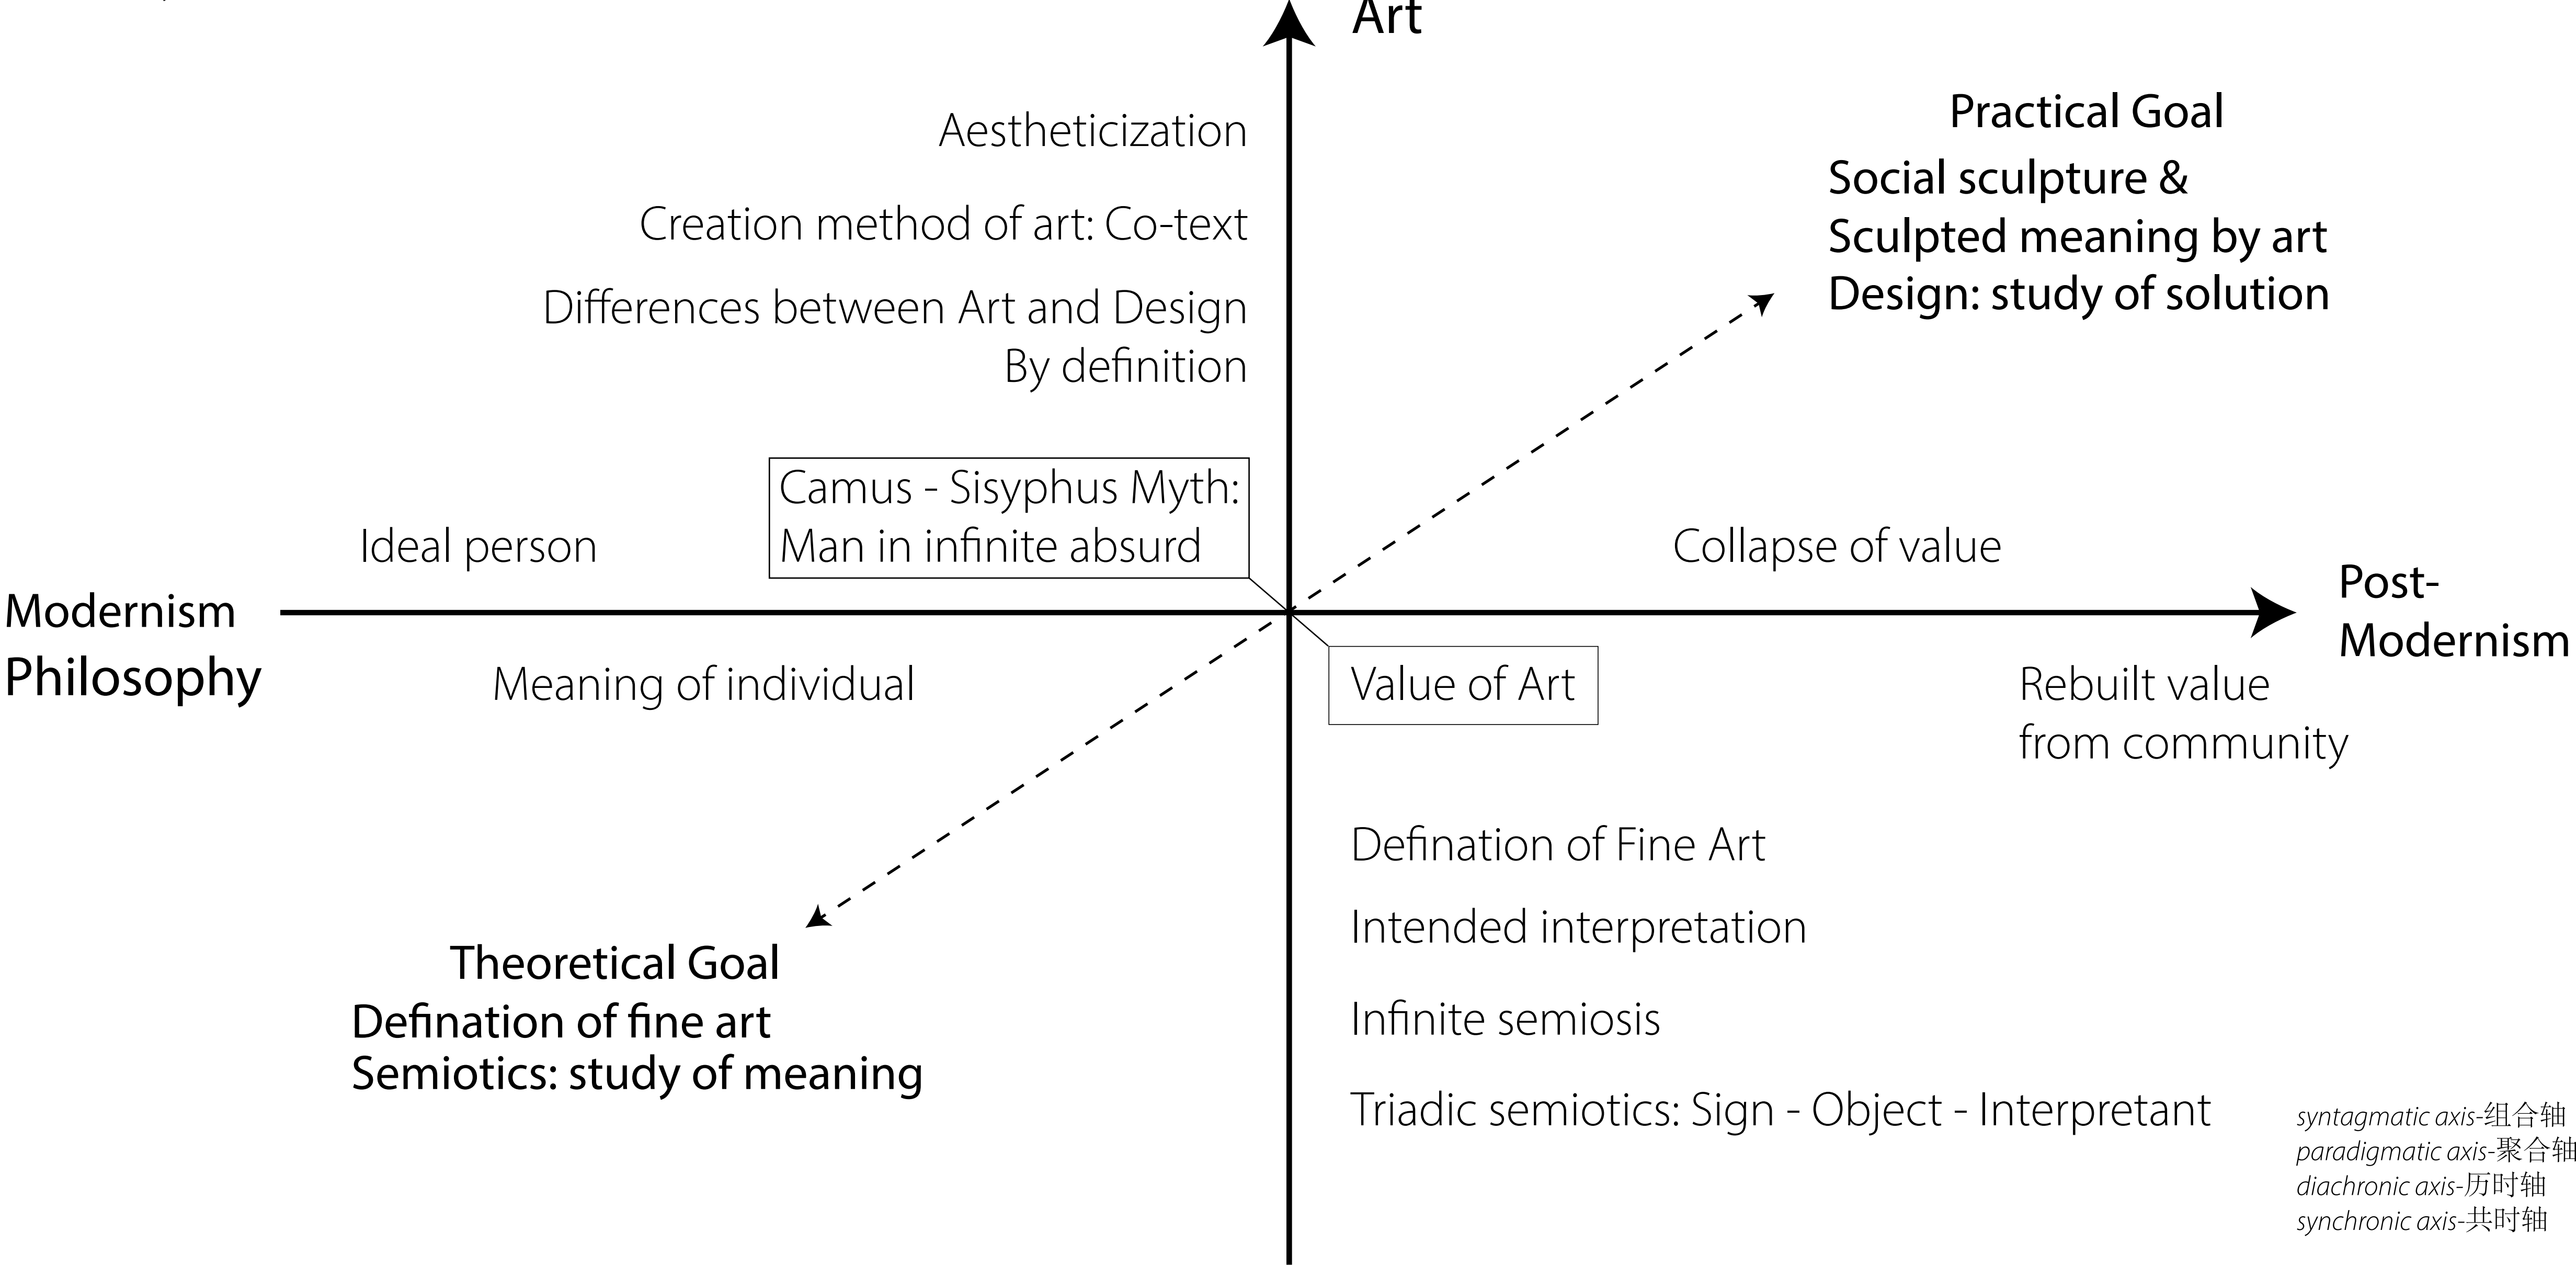 Art
Aestheticization
Creation method of art: Co-text
Differences between Art and Design
By definition
Practical Goal
Social sculpture &
Sculpted meaning by art
Design: study of solution
Camus - Sisyphus Myth:
Man in infinite absurd
Ideal person
Collapse of value
Modernism
Philosophy
Post-
Modernism
Meaning of individual
Value of Art
Rebuilt value
from community
Theoretical Goal
Defination of fine art
Semiotics: study of meaning
Defination of Fine Art
Intended interpretation
Infinite semiosis
Triadic semiotics: Sign - Object - Interpretant
syntagmatic axis-组合轴
paradigmatic axis-聚合轴
diachronic axis-历时轴
synchronic axis-共时轴